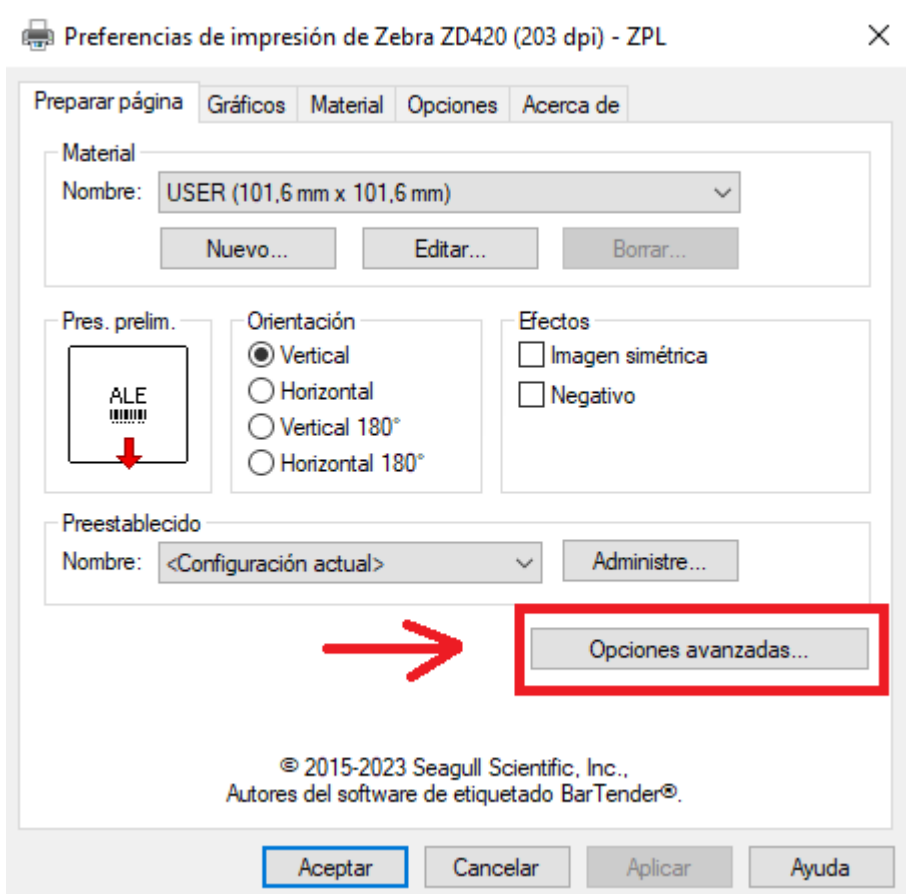 Preferencias de impresión de Zebra ZD420 (203 dpi) - ZPL
Preparar página Gráficos Material Opciones Acerca de
Material
Nombre: USER (101,6 mm x 101,6 mm)
Nuevo... Editar... Borrar...
Pres. prelim.
ALE
Orientación
Vertical
Horizontal
Vertical 180°
Horizontal 180°
Efectos
Imagen simétrica
Negativo
Preestablecido
Nombre: <Configuración actual> Administre...
Opciones avanzadas...
© 2015-2023 Seagull Scientific, Inc.,
Autores del software de etiquetado BarTender®.
Aceptar Cancelar Aplicar Ayuda